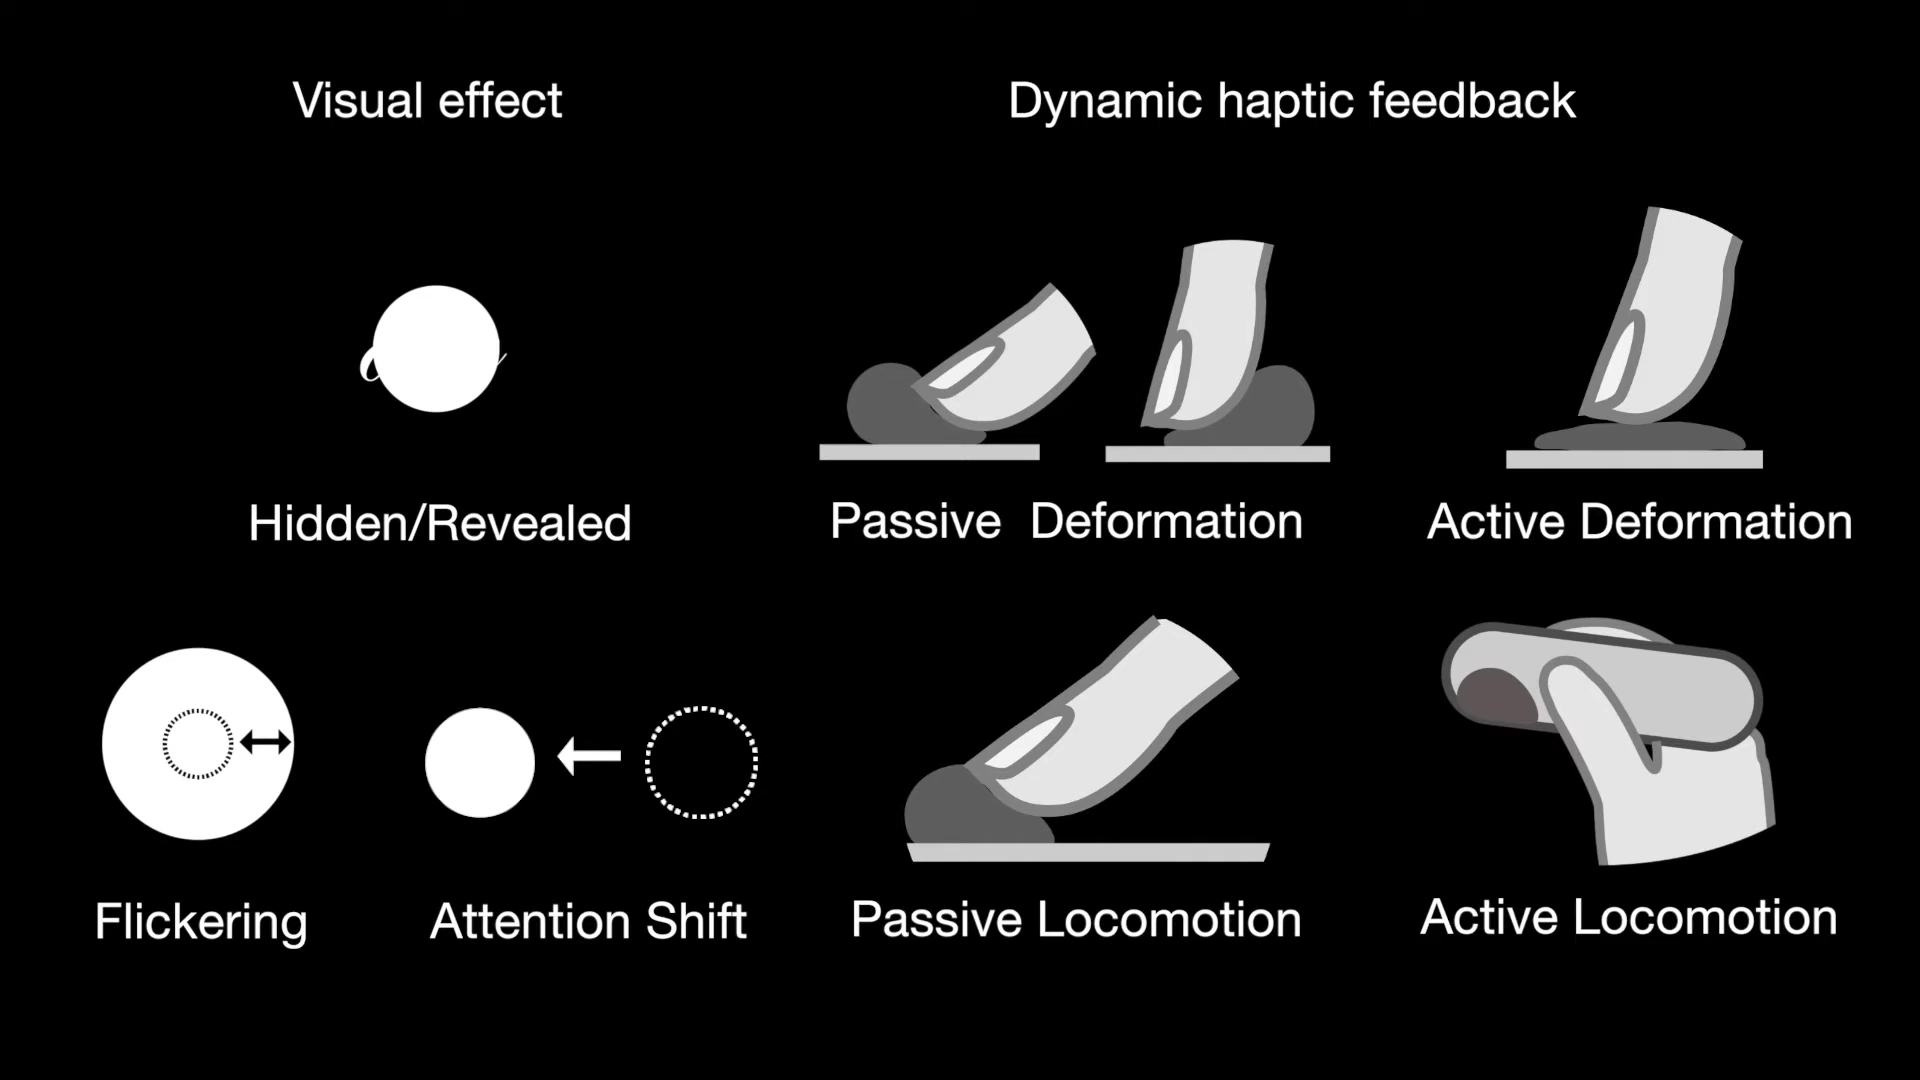 Visual effect
Dynamic haptic feedback
Hidden/Revealed
Passive Deformation
Active Deformation
Flickering
Attention Shift
Passive Locomotion
Active Locomotion